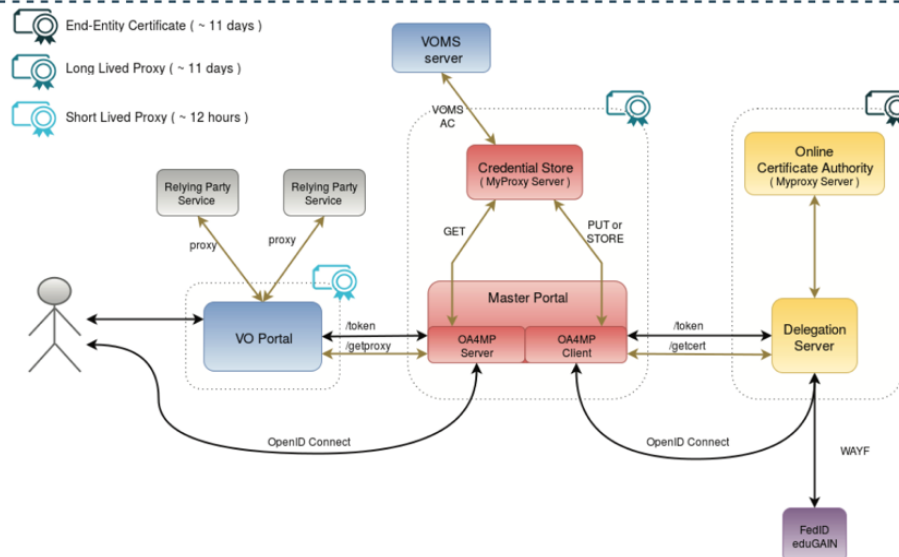 End-Entity Certificate ( ~ 11 days )
Long Lived Proxy ( ~ 11 days )
Short Lived Proxy ( ~ 12 hours )
VOMS
server
VOMS
AC
Credential Store
( MyProxy Server )
Online
Certificate Authority
( Myproxy Server )
Relying Party
Service
Relying Party
Service
proxy
proxy
GET
PUT or
STORE
Master Portal
VO Portal
/token
/getproxy
OA4MP
Server
OA4MP
Client
/token
/getcert
Delegation
Server
OpenID Connect
OpenID Connect
WAYF
FedID
eduGAIN